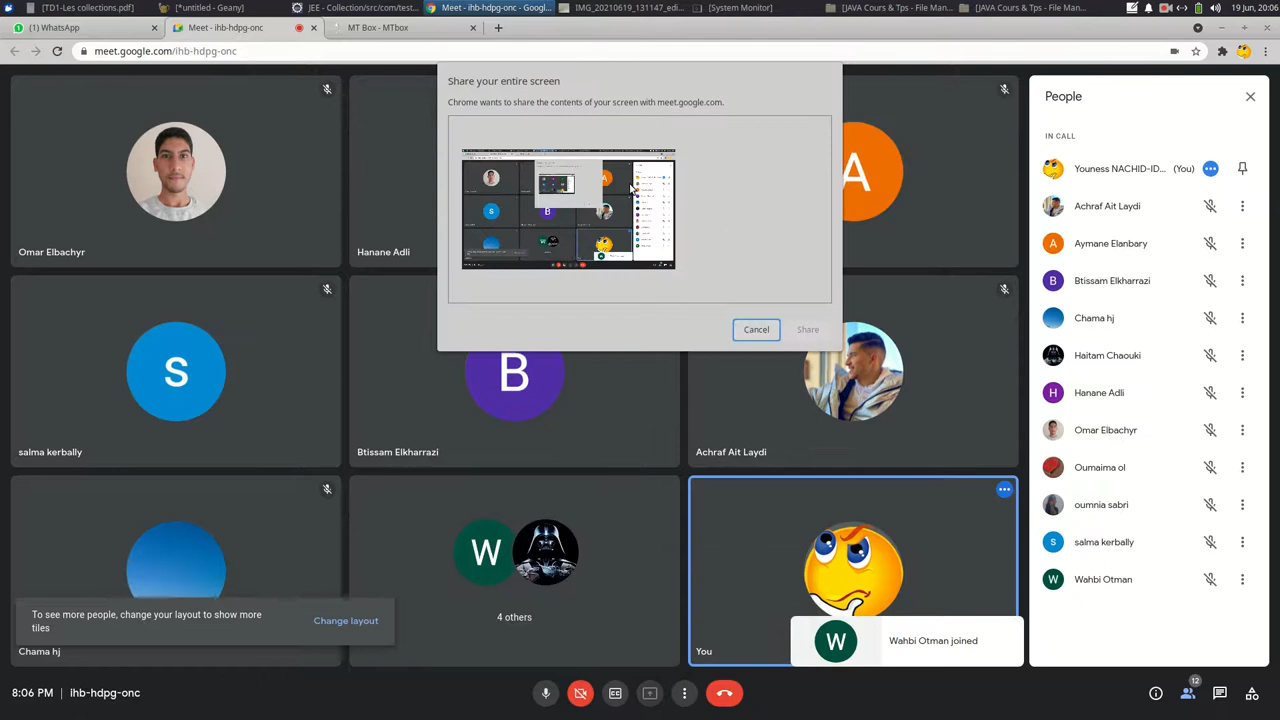 [TD1-Les collections.pdf]
[*untitled - Geany]
JEE - Collection/src/com/test...
Meet - ihb-hdpg-onc - Googl...
IMG_20210619_131147_edi...
[System Monitor]
[JAVA Cours & Tps - File Man...
[JAVA Cours & Tps - File Man...
19 Jun, 20:06
(1) WhatsApp
Meet - ihb-hdpg-onc
MT Box - MTbox
meet.google.com/ihb-hdpg-onc
Share your entire screen
Chrome wants to share the contents of your screen with meet.google.com.
Cancel
Share
Omar Elbachyr
Hanane Adli
A
S
salma kerbally
B
Btissam Elkharrazi
Achraf Ait Laydi
To see more people, change your layout to show more
tiles
Change layout
Chama hj
W
4 others
You
W
Wahbi Otman joined
People
IN CALL
Youness NACHID-ID... (You)
Achraf Ait Laydi
A
Aymane Elanbary
B
Btissam Elkharrazi
Chama hj
Haitam Chaouki
H
Hanane Adli
Omar Elbachyr
Oumaima ol
oumnia sabri
S
salma kerbally
W
Wahbi Otman
8:06 PM | ihb-hdpg-onc
12